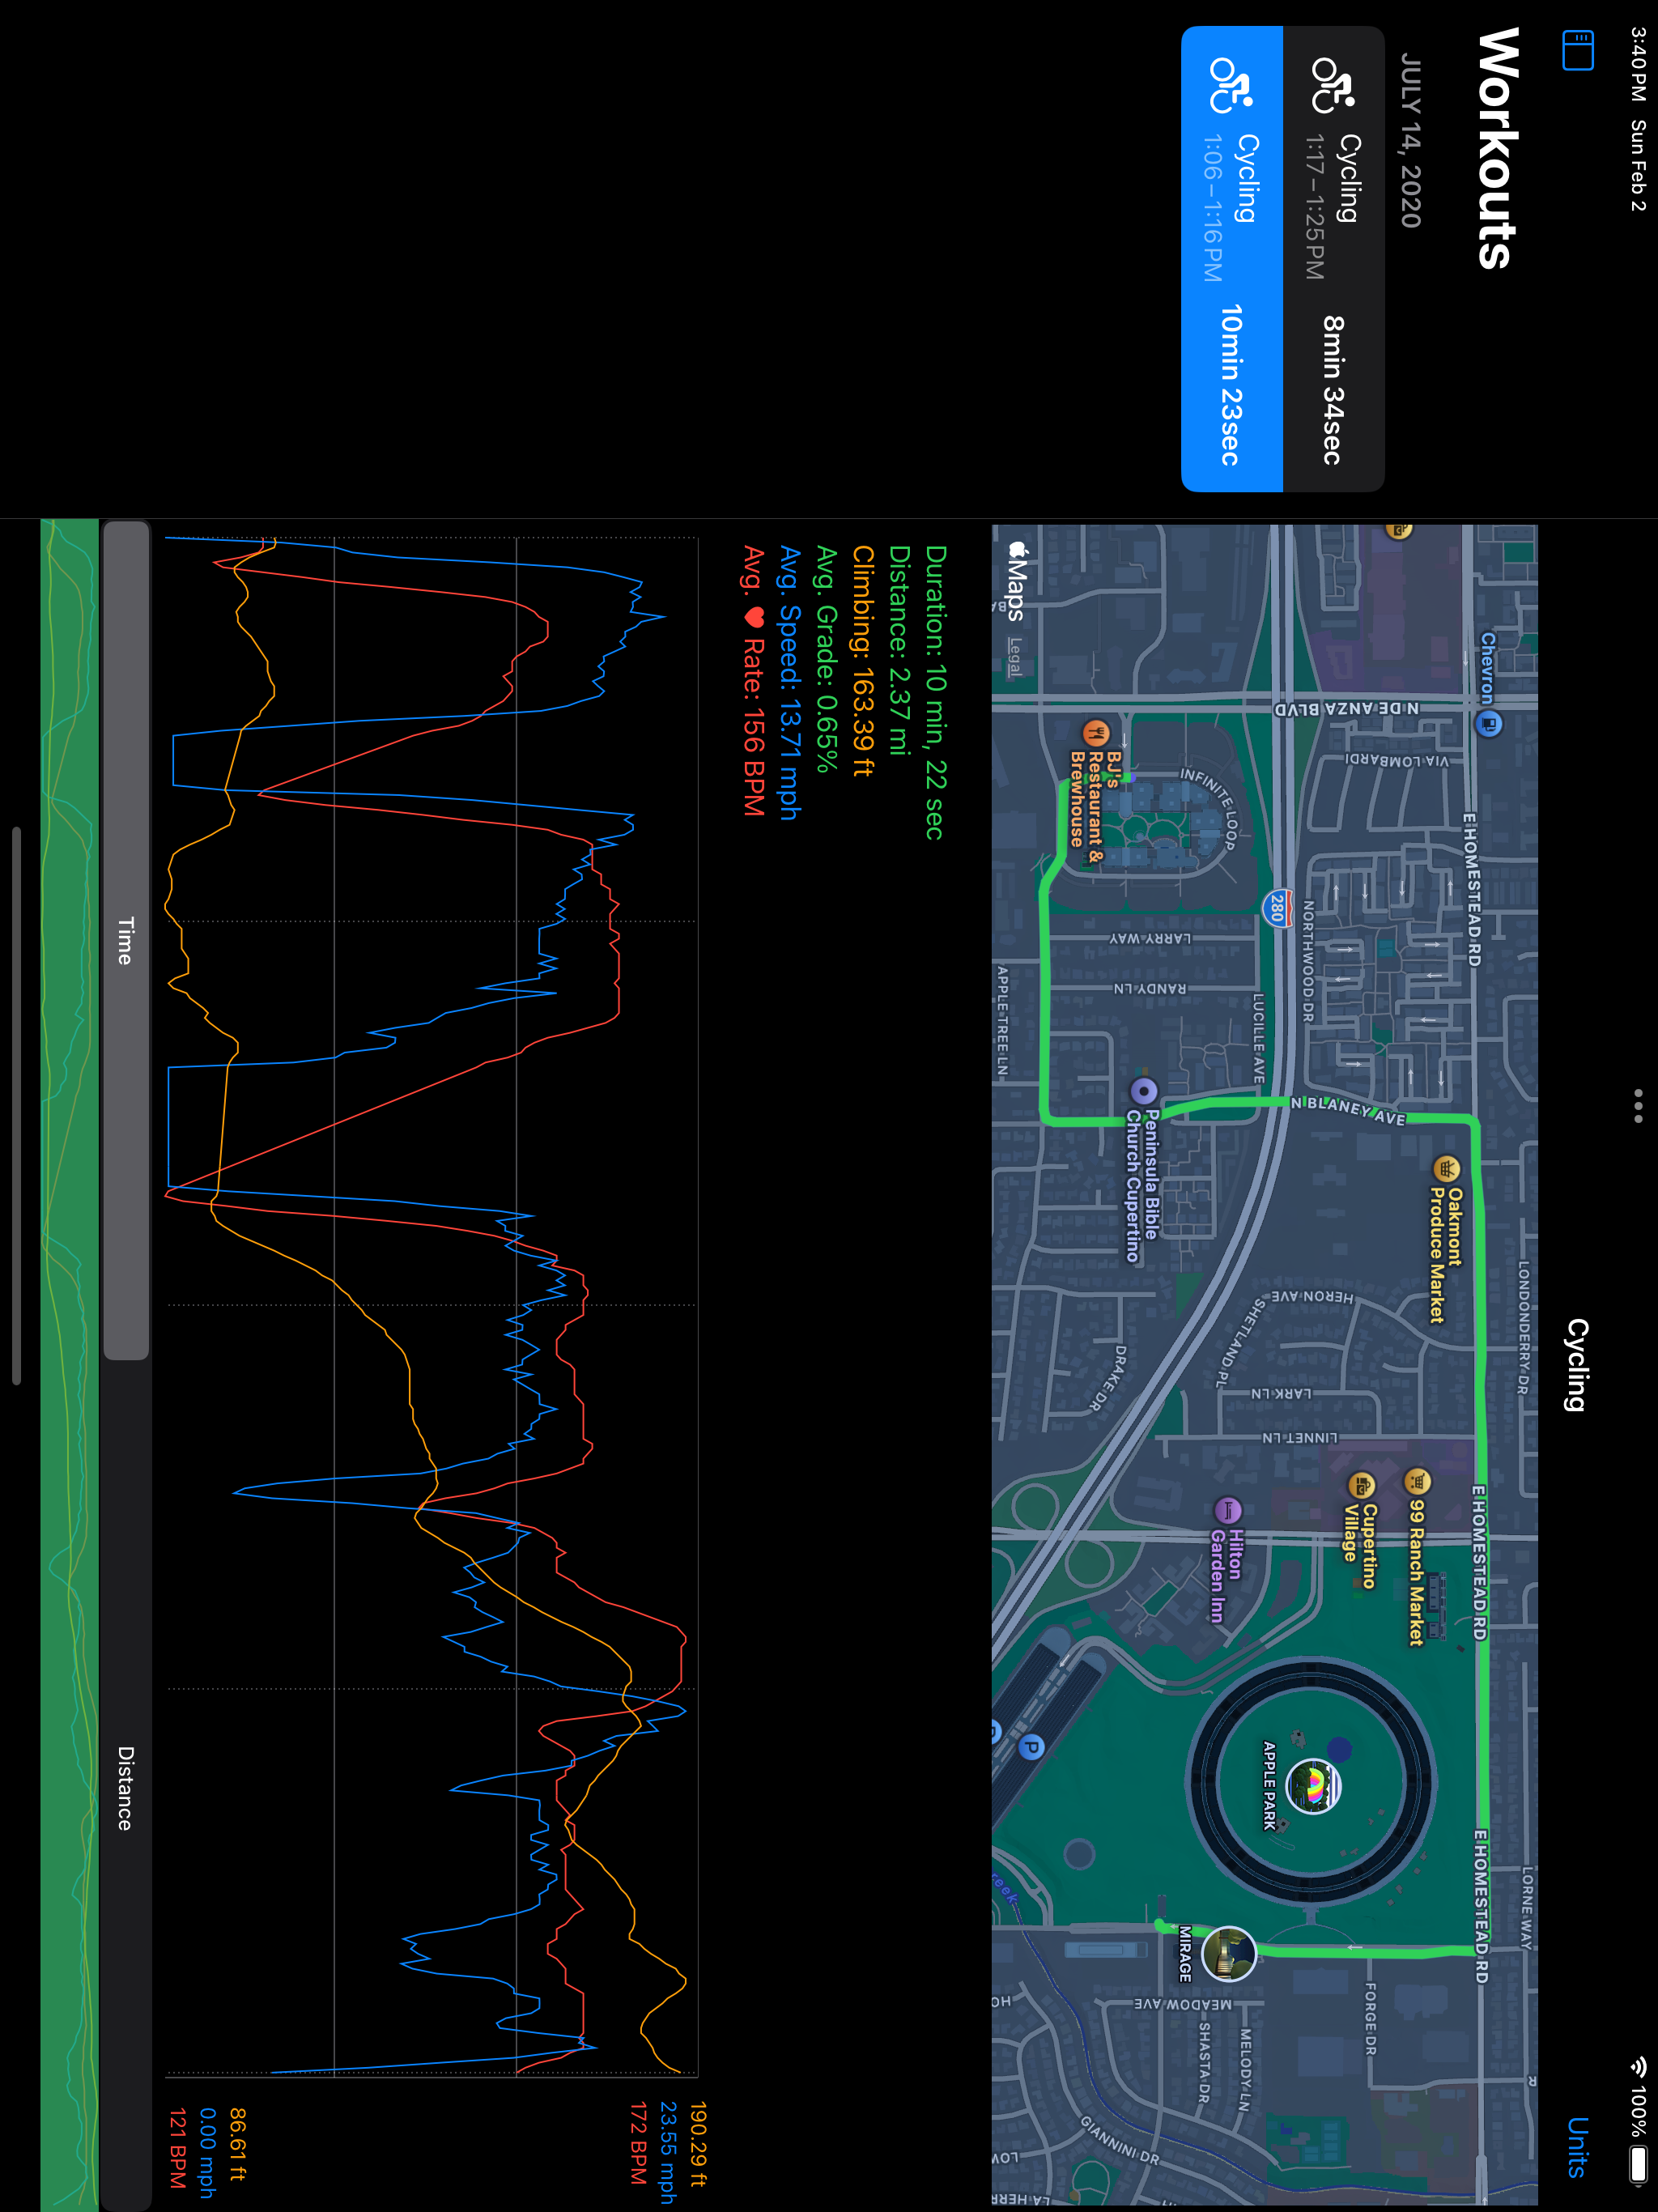 3:40 PM Sun Feb 2
100%
Workouts
JULY 14, 2020
Cycling
1:17–1:25 PM
8min 34sec
Cycling
1:06–1:16 PM
10min 23sec
Cycling
Units
Chevron
N DE ANZA BLVD
VIA LOMBARDI
E HOMESTEAD RD
INFINITE LOOP
BJ's
Restaurant &
Brewhouse
280
NORTHWOOD DR
LARRY WAY
RANDY LN
LUCILLE AVE
APPLE TREE LN
N BLANEY AVE
Peninsula Bible
Church Cupertino
Oakmont
Produce Market
LONDONDERRY DR
HERON AVE
SHETLAND PL
LARK LN
DRAKE DR
LINNET LN
E HOMESTEAD RD
99 Ranch Market
Cupertino
Village
Hilton
Garden Inn
APPLE PARK
P
E HOMESTEAD RD
LORNE WAY
MIRAGE
FORGE DR
MEADOW AVE
SHASTA DR
MELODY LN
GIANNINI DR
Maps
Legal
Duration: 10 min, 22 sec
Distance: 2.37 mi
Climbing: 163.39 ft
Avg. Grade: 0.65%
Avg. Speed: 13.71 mph
Avg. ♥ Rate: 156 BPM
190.29 ft
23.55 mph
172 BPM
86.61 ft
0.00 mph
121 BPM
Time
Distance